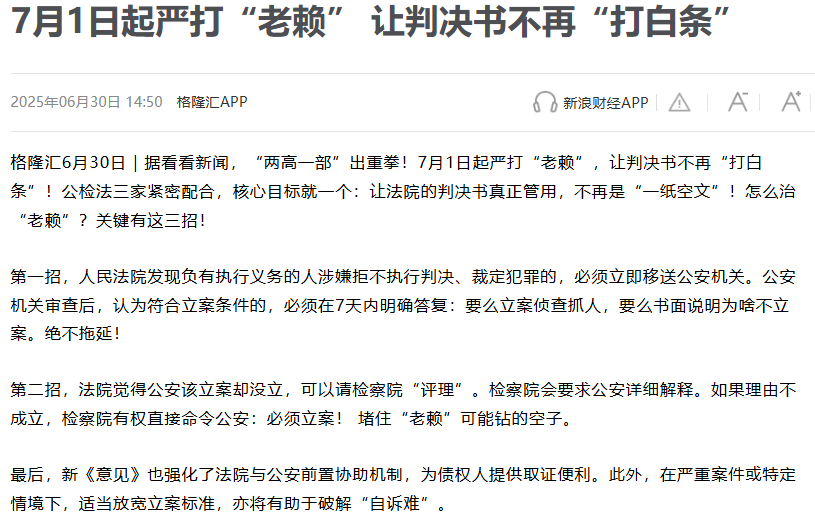 7月1日起严打“老赖” 让判决书不再“打白条”
2025年06月30日 14:50 格隆汇APP 新浪财经APP A- A+
格隆汇6月30日｜据看看新闻，“两高一部”出重拳！7月1日起严打“老赖”，让判决书不再“打白
条”！公检法三家紧密配合，核心目标就一个：让法院的判决书真正管用，不再是“一纸空文”！怎么治
“老赖”？关键有这三招！
第一招，人民法院发现负有执行义务的人涉嫌拒不执行判决、裁定犯罪的，必须立即移送公安机关。公安
机关审查后，认为符合立案条件的，必须在7天内明确答复：要么立案侦查抓人，要么书面说明为啥不立
案。绝不拖延！
第二招，法院觉得公安该立案却没立，可以请检察院“评理”。检察院会要求公安详细解释。如果理由不
成立，检察院有权直接命令公安：必须立案！ 堵住“老赖”可能钻的空子。
最后，新《意见》也强化了法院与公安前置协助机制，为债权人提供取证便利。此外，在严重案件或特定
情境下，适当放宽立案标准，亦将有助于破解“自诉难”。